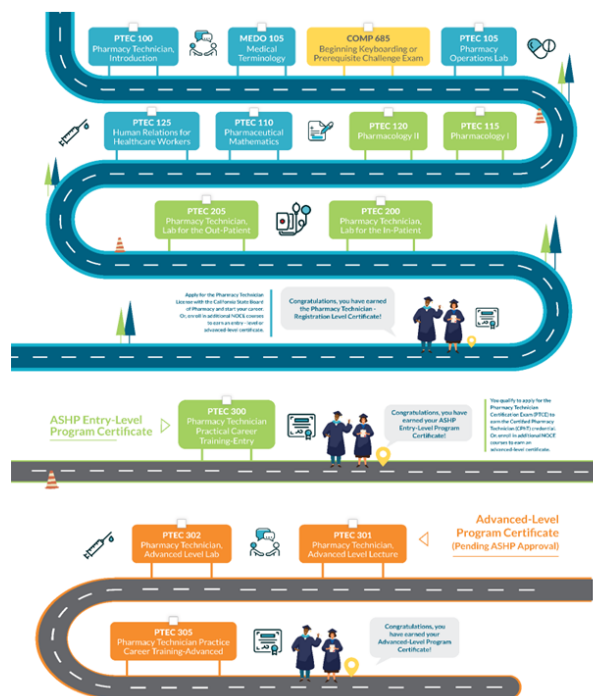 PTEC 100
Pharmacy Technician,
Introduction
MEDO 105
Medical
Terminology
COMP 685
Beginning Keyboarding or
Prerequisite Challenge Exam
PTEC 105
Pharmacy
Operations Lab
PTEC 125
Human Relations for
Healthcare Workers
PTEC 110
Pharmaceutical
Mathematics
PTEC 120
Pharmacology II
PTEC 115
Pharmacology I
PTEC 205
Pharmacy Technician,
Lab for the Out-Patient
PTEC 200
Pharmacy Technician,
Lab for the In-Patient
Apply for the Pharmacy Technician
License with the California State Board
of Pharmacy and start your career.
Or, enroll in additional NOCE courses
to earn an entry-level or
advanced-level certificate.
Congratulations, you have earned
the Pharmacy Technician -
Registration Level Certificate!
ASHP Entry-Level
Program Certificate
PTEC 300
Pharmacy Technician
Practical Career
Training-Entry
Congratulations, you have
earned your ASHP
Entry-Level Program
Certificate!
You qualify to apply for the
Pharmacy Technician
Certification Exam (PTCE) to
earn the Certified Pharmacy
Technician (CPhT) credential.
Or, enroll in additional NOCE
courses to earn an
advanced-level certificate.
PTEC 302
Pharmacy Technician,
Advanced Level Lab
PTEC 301
Pharmacy Technician,
Advanced Level Lecture
Advanced-Level
Program Certificate
(Pending ASHP Approval)
PTEC 305
Pharmacy Technician Practice
Career Training-Advanced
Congratulations, you
have earned your
Advanced-Level Program
Certificate!